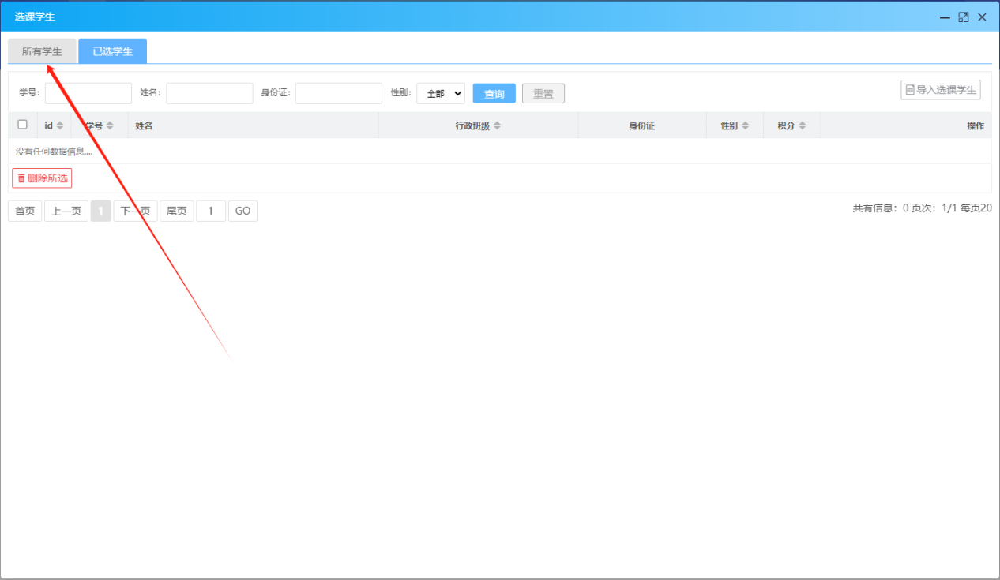 选课学生
所有学生 已选学生
学号: 姓名: 身份证: 性别: 全部 查询 重置 导入选课学生
id 学号 姓名 行政班级 身份证 性别 积分 操作
没有任何数据信息....
删除所选
首页 上一页 1 下一页 尾页 1 GO 共有信息: 0 页次: 1/1 每页20